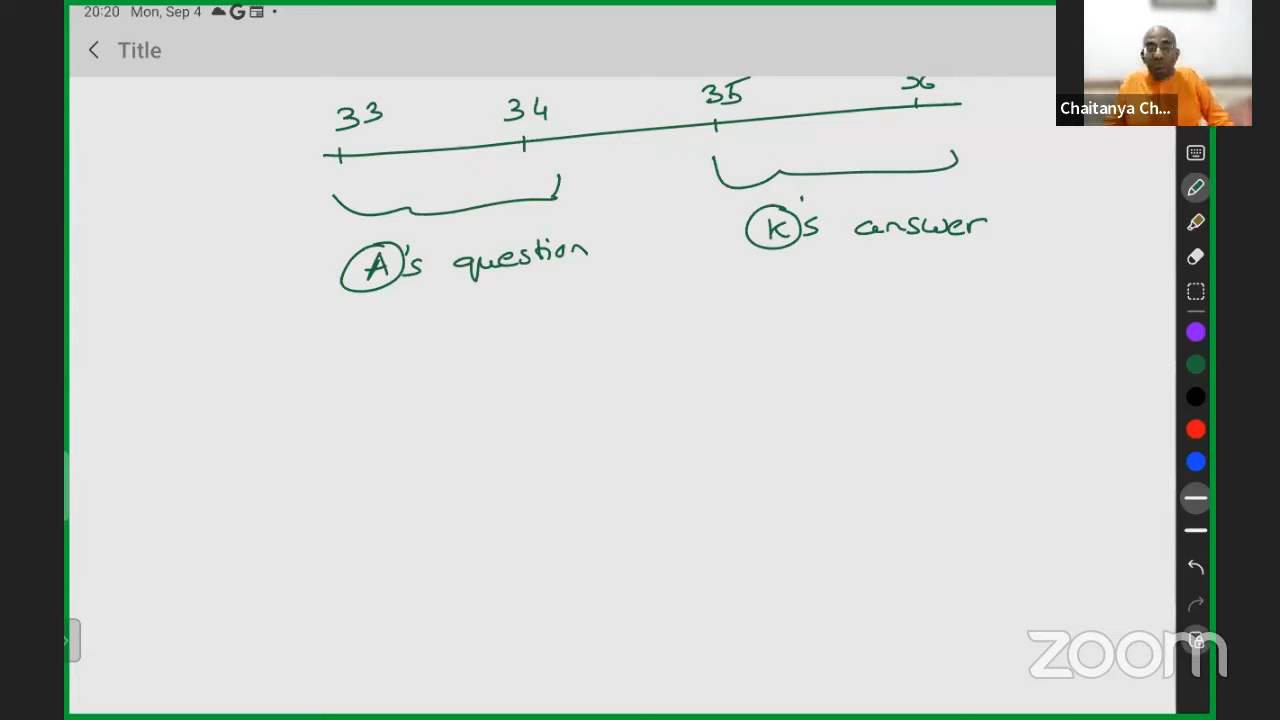 20:20 Mon, Sep 4
Title
Chaitanya Ch...
33 34 35 36
A's question
K's answer
zoom